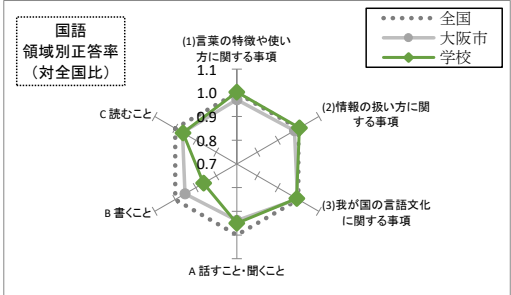 国語
領域別正答率
（対全国比）
全国
大阪市
学校
(1)言葉の特徴や使い
方に関する事項
(2)情報の扱い方に関
する事項
(3)我が国の言語文化
に関する事項
A 話すこと・聞くこと
B 書くこと
C 読むこと
1.1
1.0
0.9
0.8
0.7